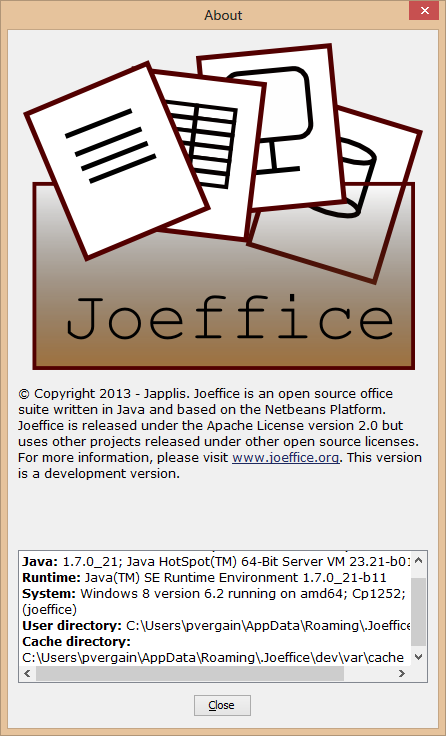 About
Joeffice
© Copyright 2013 - Japplis. Joeffice is an open source office
suite written in Java and based on the Netbeans Platform.
Joeffice is released under the Apache License version 2.0 but
uses other projects released under other open source licenses.
For more information, please visit www.joeffice.org. This version
is a development version.
Java: 1.7.0_21; Java HotSpot(TM) 64-Bit Server VM 23.21-b01
Runtime: Java(TM) SE Runtime Environment 1.7.0_21-b11
System: Windows 8 version 6.2 running on amd64; Cp1252;
(joeffice)
User directory: C:\Users\pvergain\AppData\Roaming\.Joeffice
Cache directory:
C:\Users\pvergain\AppData\Roaming\.Joeffice\dev\var\cache
Close